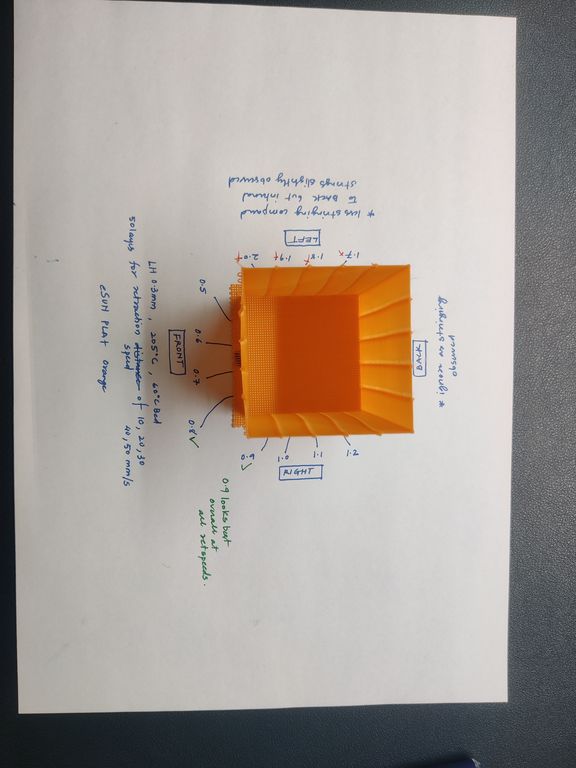 * less stringing compared
to back but infrared
strings slightly observed
LEFT
1.7 x
1.8 x
1.9 x
2.0 x
BACK
* stringing
observed
0.5
0.6
0.7
0.8 ✓
FRONT
0.9 ✓
1.0
1.1
1.2
RIGHT
LH 0.3mm, 205°C, 60°C Bed
50 layers for retraction distance of 10, 20, 30
speed
40, 50 mm/s
eSUN PLA+ Orange
0.9 looks best
overall at
all ret speeds.